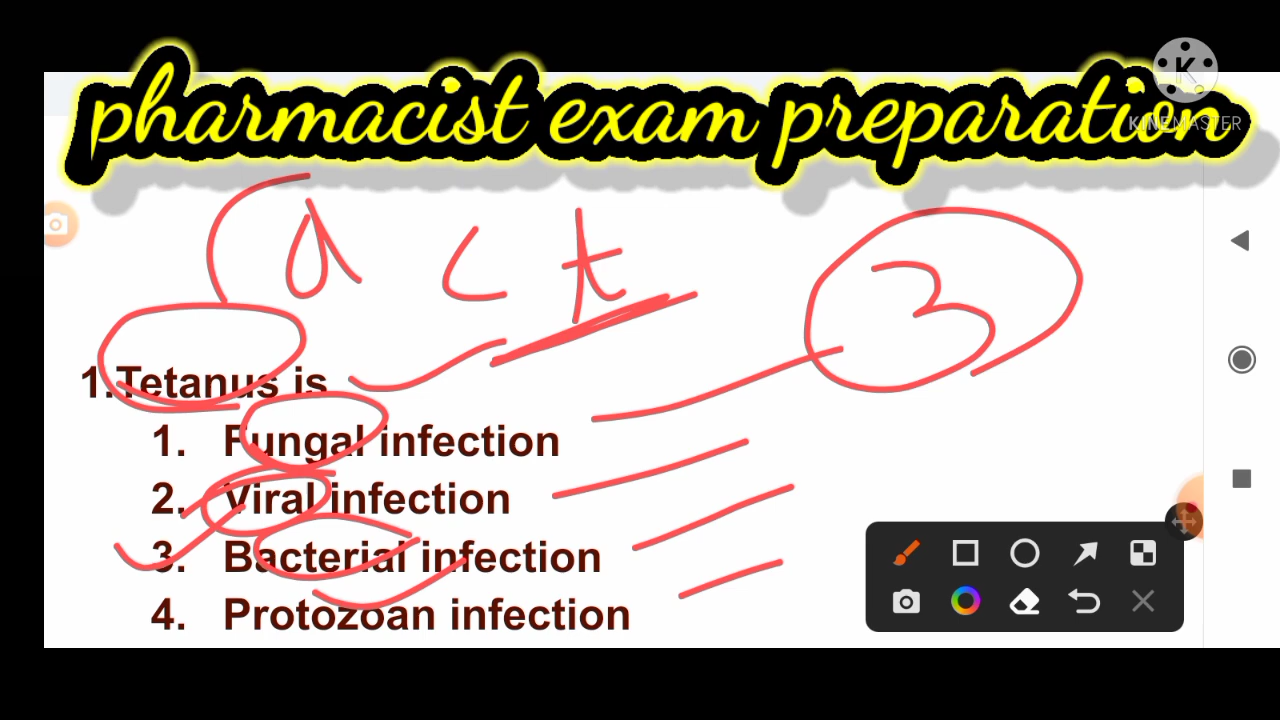 pharmacist exam preparation
K
KINEMASTER
a c t
3
1.Tetanus is
1. Fungal infection
2. Viral infection
3. Bacterial infection
4. Protozoan infection